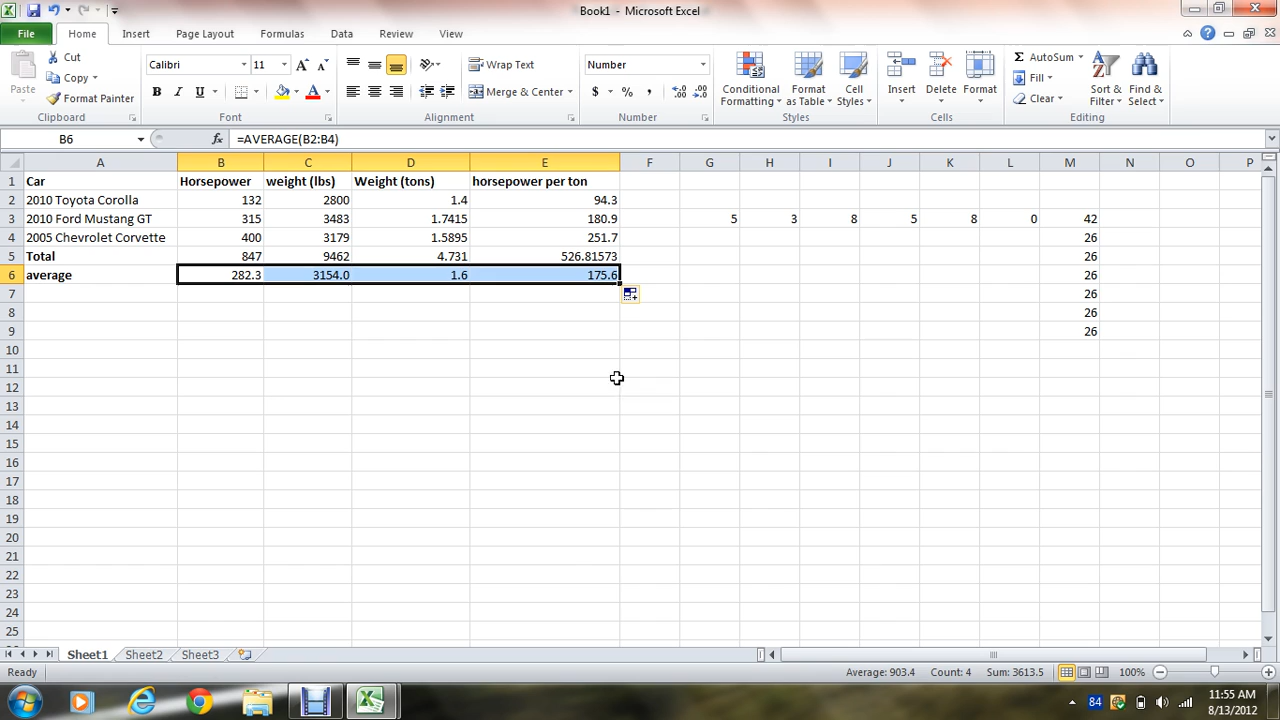 Book1 - Microsoft Excel
File Home Insert Page Layout Formulas Data Review View
Paste Cut Copy Format Painter Clipboard
Calibri 11 A A B I U A Font
Wrap Text Merge & Center Alignment
Number $ % , .0 .00 .00 .0 Number
Conditional Formatting Format as Table Cell Styles Styles
Insert Delete Format Cells
Σ AutoSum Fill Clear Sort & Filter Find & Select Editing
B6 fx =AVERAGE(B2:B4)
A B C D E F G H I J K L M N O P
1 Car Horsepower weight (lbs) Weight (tons) horsepower per ton
2 2010 Toyota Corolla 132 2800 1.4 94.3
3 2010 Ford Mustang GT 315 3483 1.7415 180.9 5 3 8 5 8 0 42
4 2005 Chevrolet Corvette 400 3179 1.5895 251.7 26
5 Total 847 9462 4.731 526.81573 26
6 average 282.3 3154.0 1.6 175.6 26
7 26
8 26
9 26
10
11
12
13
14
15
16
17
18
19
20
21
22
23
24
25
Sheet1 Sheet2 Sheet3
Ready Average: 903.4 Count: 4 Sum: 3613.5 100%
84 11:55 AM
8/13/2012